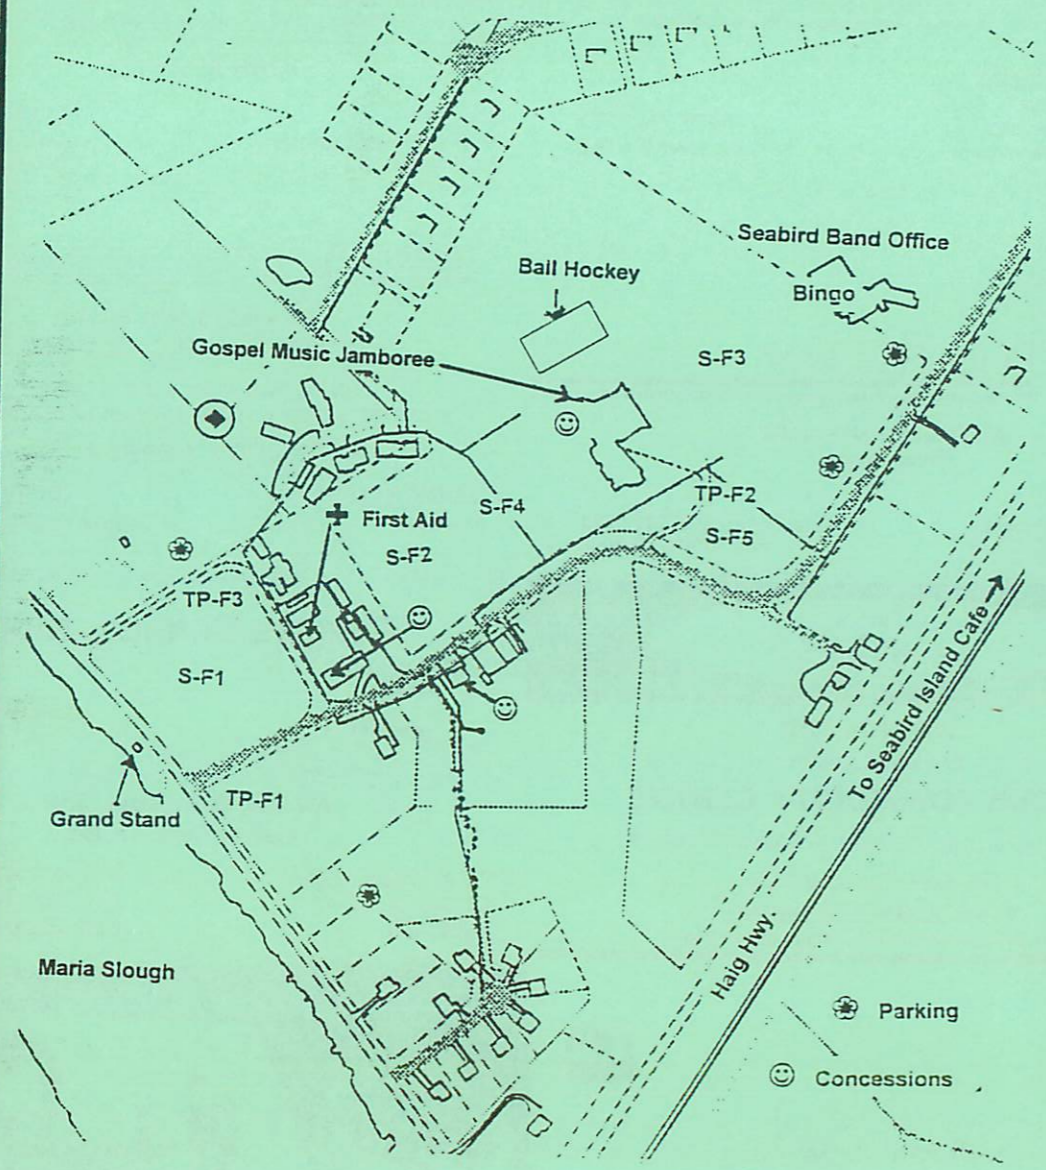 Seabird Band Office
Bingo
Ball Hockey
Gospel Music Jamboree
S-F3
S-F4
TP-F2
S-F5
First Aid
S-F2
TP-F3
S-F1
TP-F1
Grand Stand
To Seabird Island Cafe
Haig Hwy.
Maria Slough
Parking
Concessions